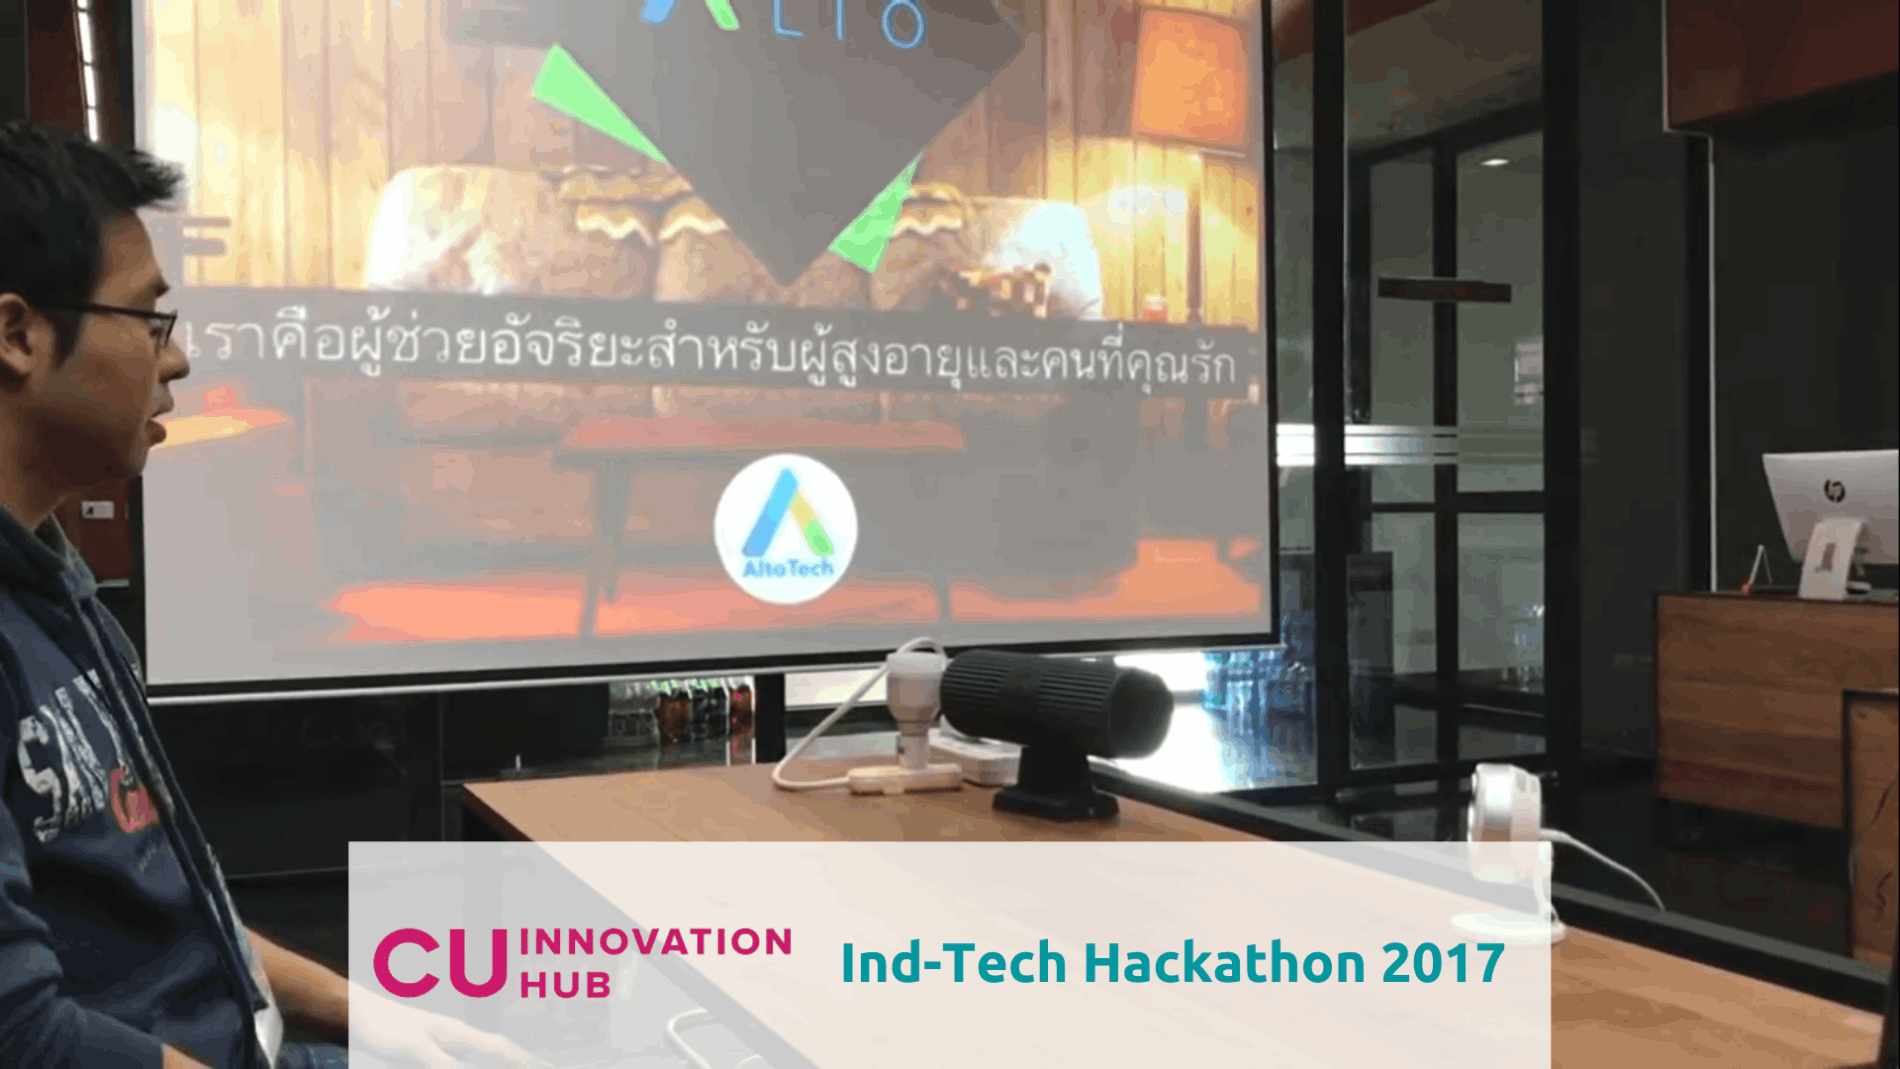 LTO
เราคือผู้ช่วยอัจริยะสำหรับผู้สูงอายุและคนที่คุณรัก
AltoTech
hp
CU INNOVATION
HUB
Ind-Tech Hackathon 2017